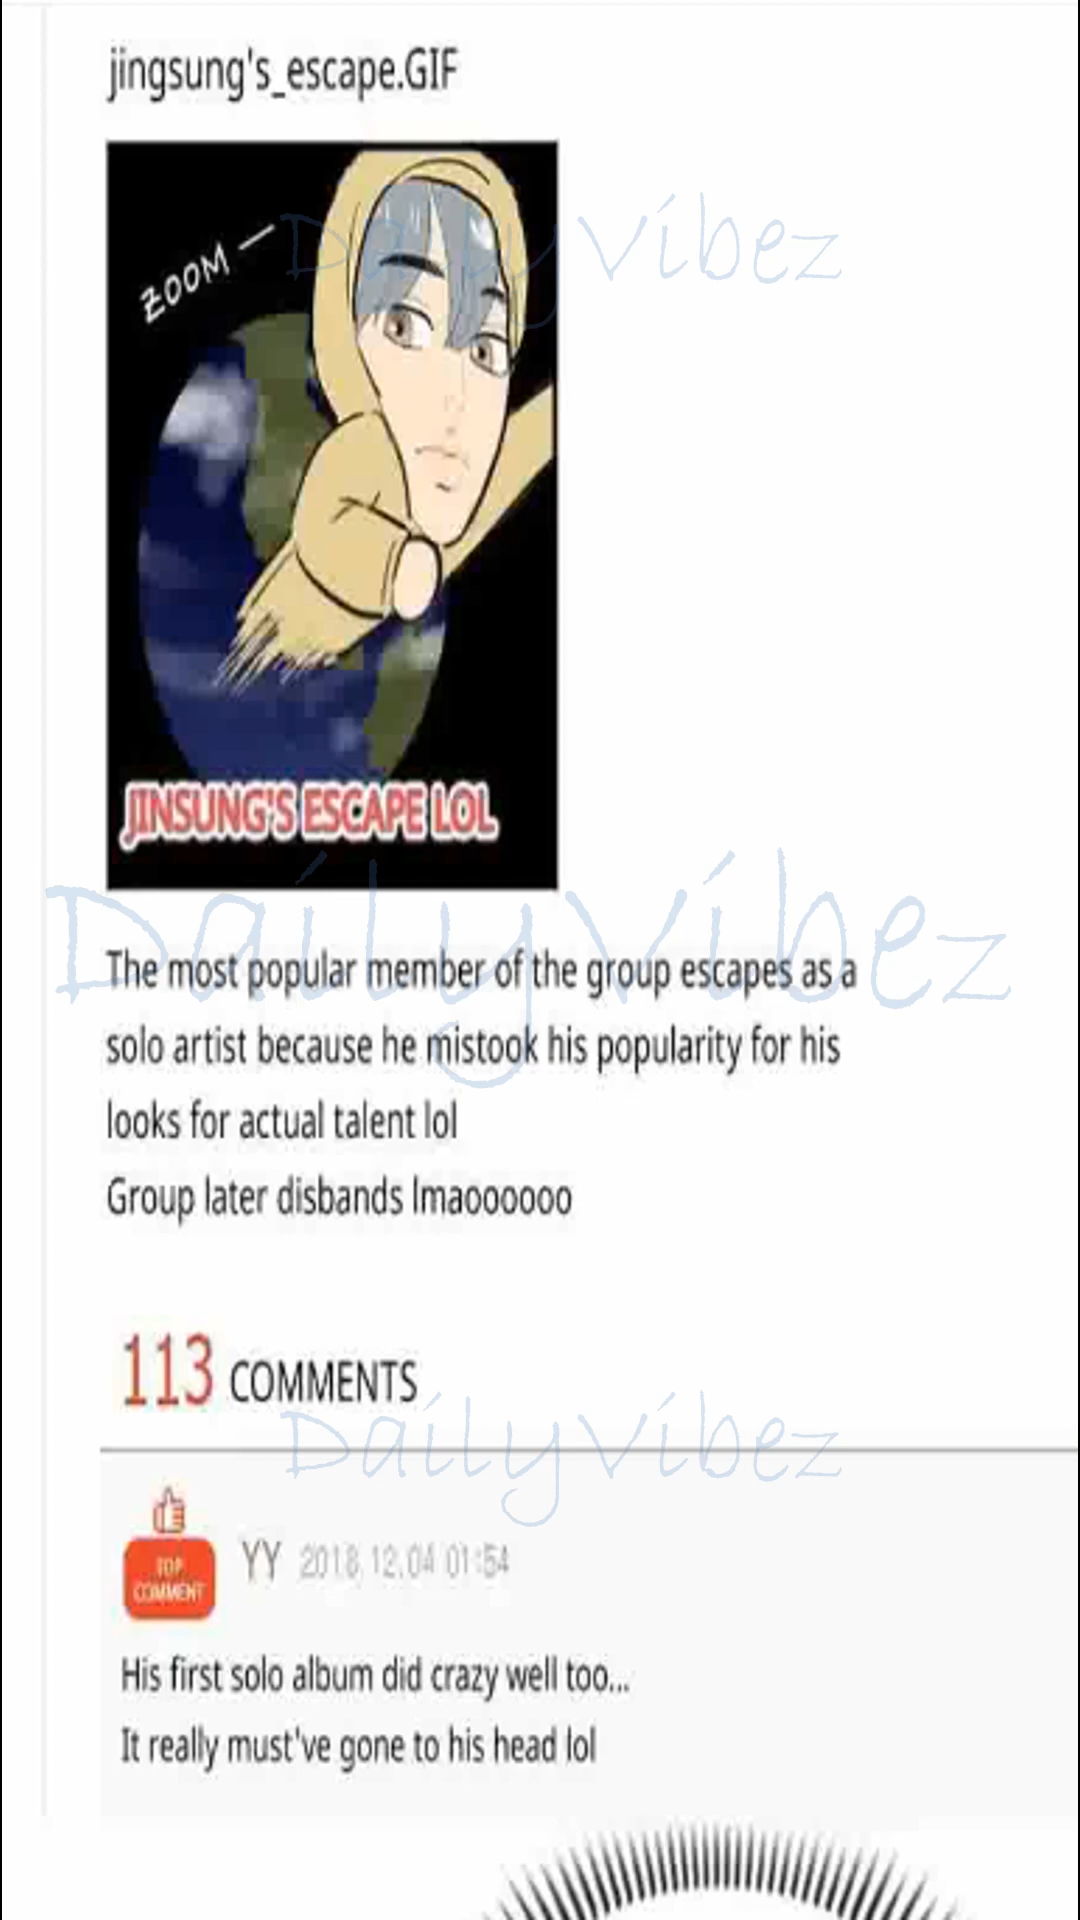 jingsung's_escape.GIF
ZOOM —
JINSUNG'S ESCAPE LOL
DailyVibez
DailyVibez
The most popular member of the group escapes as a
solo artist because he mistook his popularity for his
looks for actual talent lol
Group later disbands lmaoooooo
113 COMMENTS
DailyVibez
TOP
COMMENT
YY 2018.12.04 01:54
His first solo album did crazy well too...
It really must've gone to his head lol